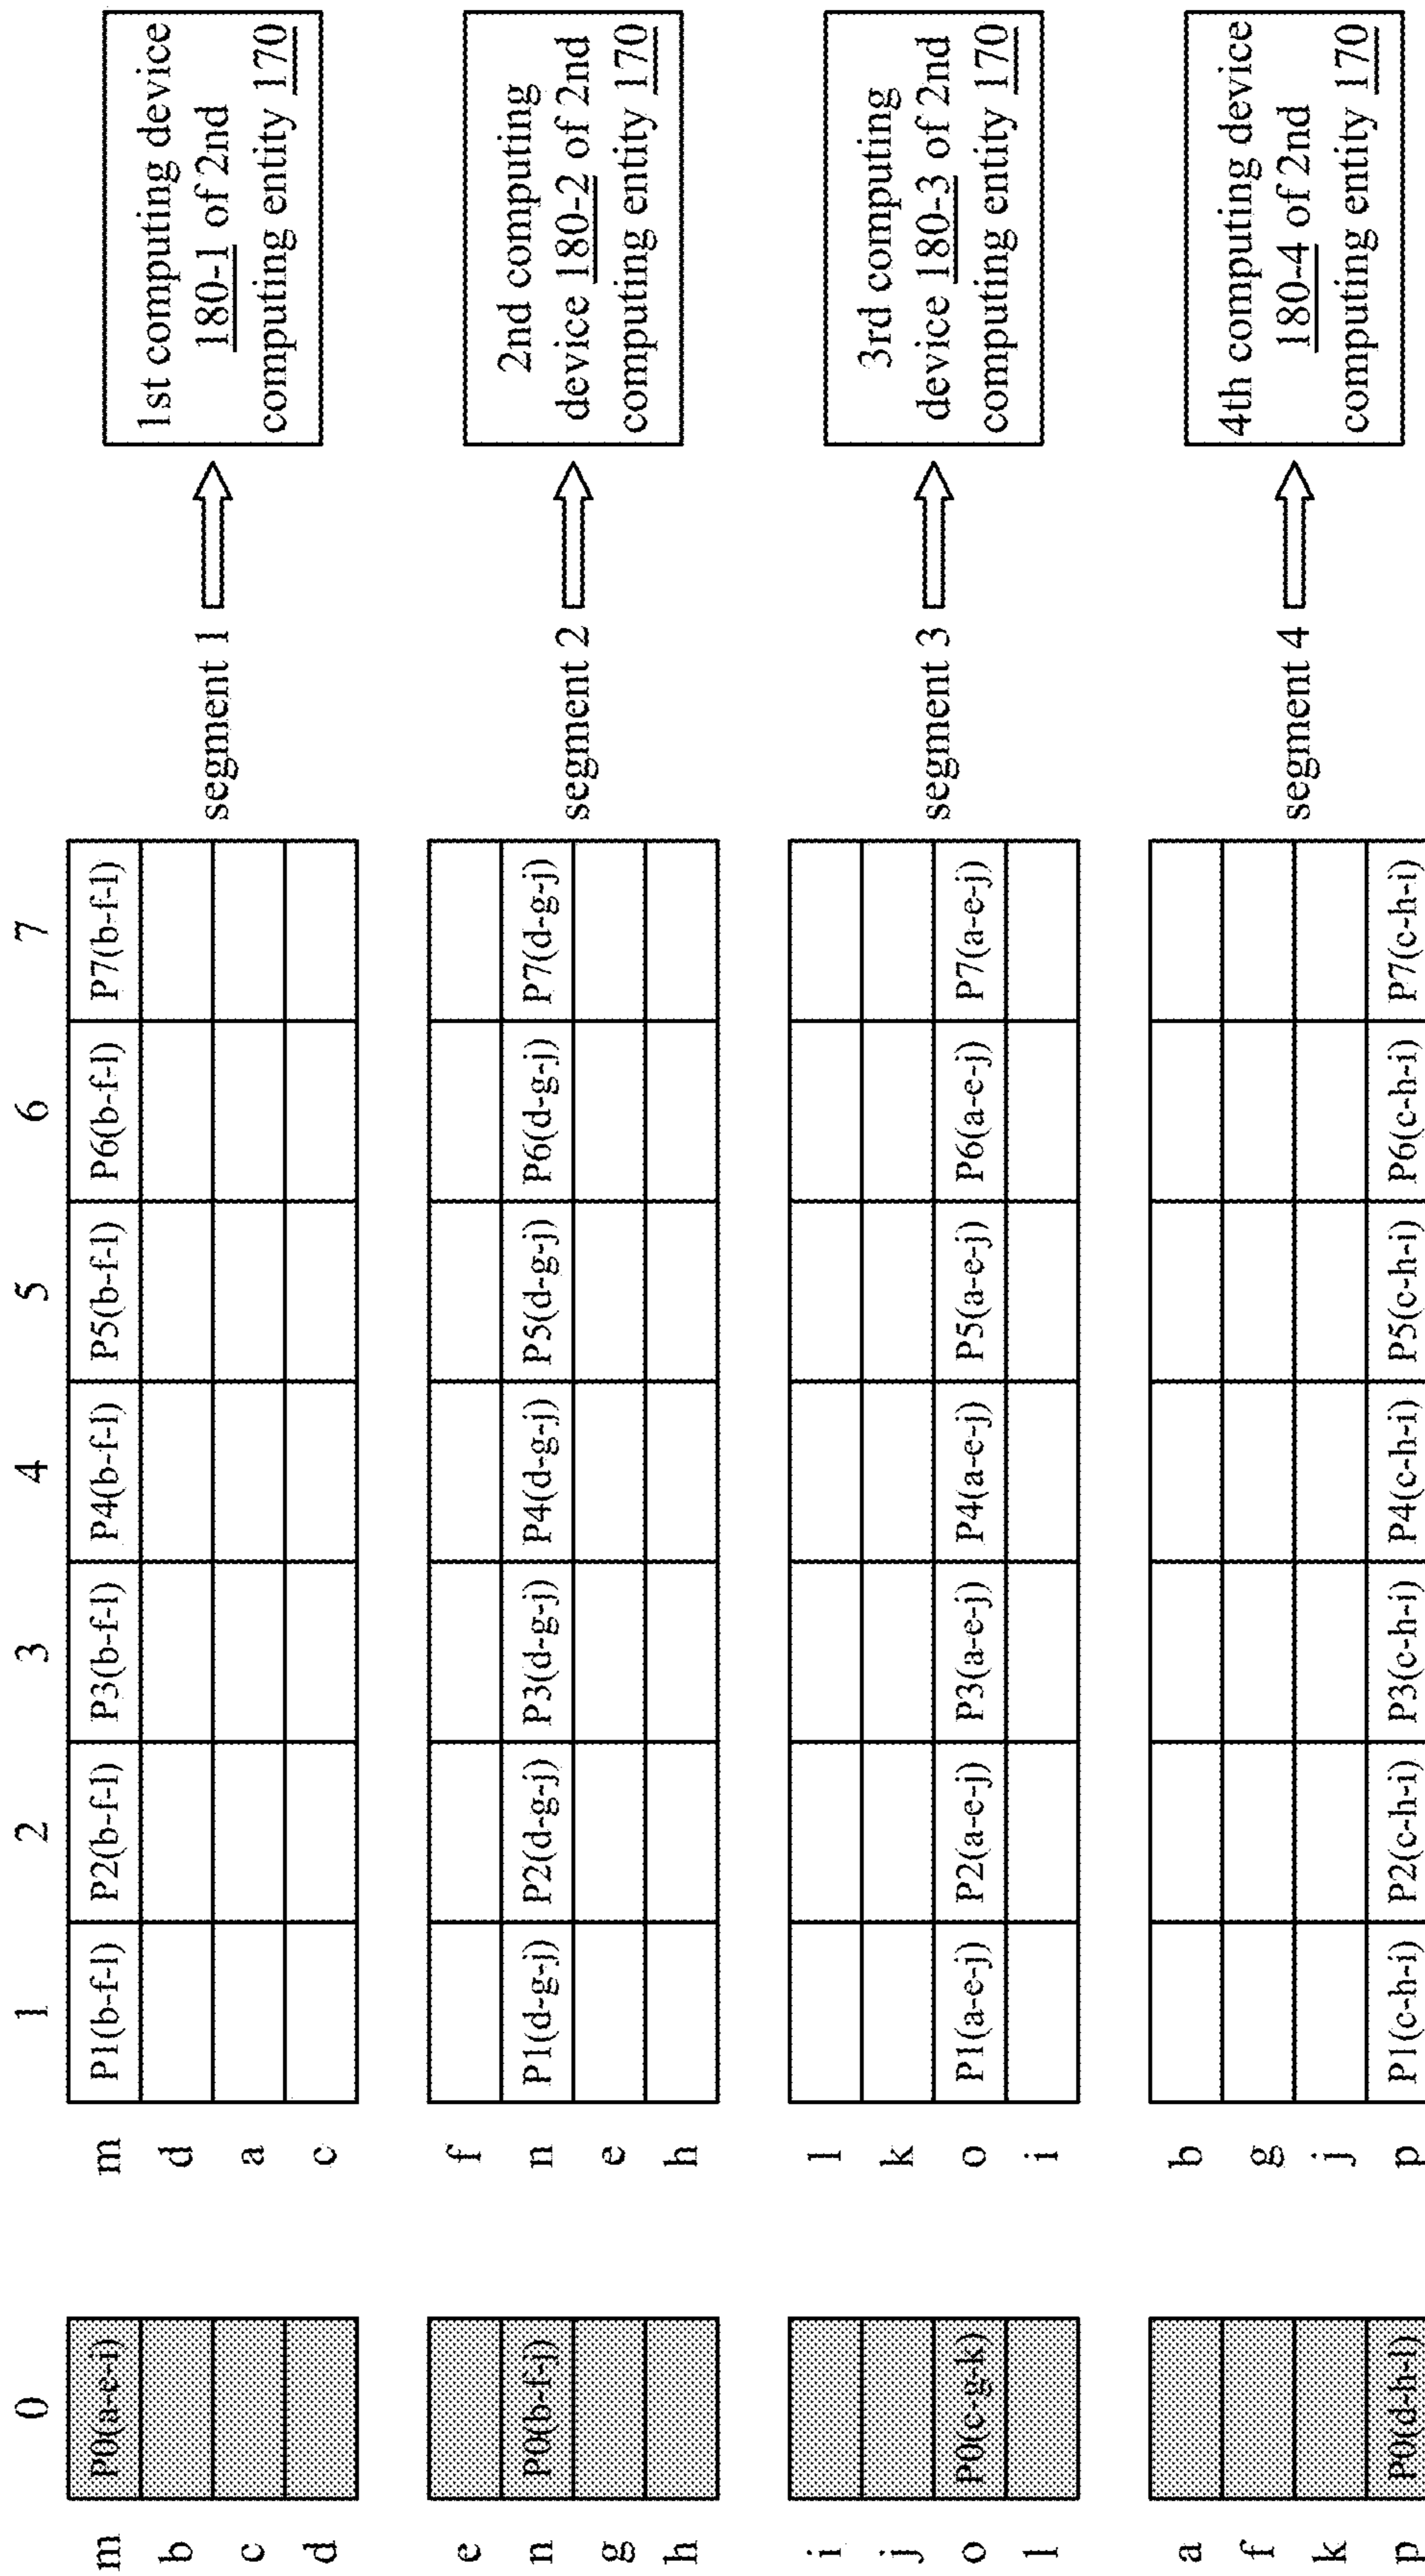 0 1 2 3 4 5 6 7
m P0(a-e-i) m P1(b-f-l) P2(b-f-l) P3(b-f-l) P4(b-f-l) P5(b-f-l) P6(b-f-l) P7(b-f-l)
b d
c a
d c
segment 1
1st computing device
180-1 of 2nd
computing entity 170
e f
n P0(b-f-j) n P1(d-g-j) P2(d-g-j) P3(d-g-j) P4(d-g-j) P5(d-g-j) P6(d-g-j) P7(d-g-j)
g e
h h
segment 2
2nd computing
device 180-2 of 2nd
computing entity 170
i l
j k
o P0(c-g-k) o P1(a-e-j) P2(a-e-j) P3(a-e-j) P4(a-e-j) P5(a-e-j) P6(a-e-j) P7(a-e-j)
l i
segment 3
3rd computing
device 180-3 of 2nd
computing entity 170
a b
f g
k j
p P0(d-h-l) p P1(c-h-i) P2(c-h-i) P3(c-h-i) P4(c-h-i) P5(c-h-i) P6(c-h-i) P7(c-h-i)
segment 4
4th computing device
180-4 of 2nd
computing entity 170